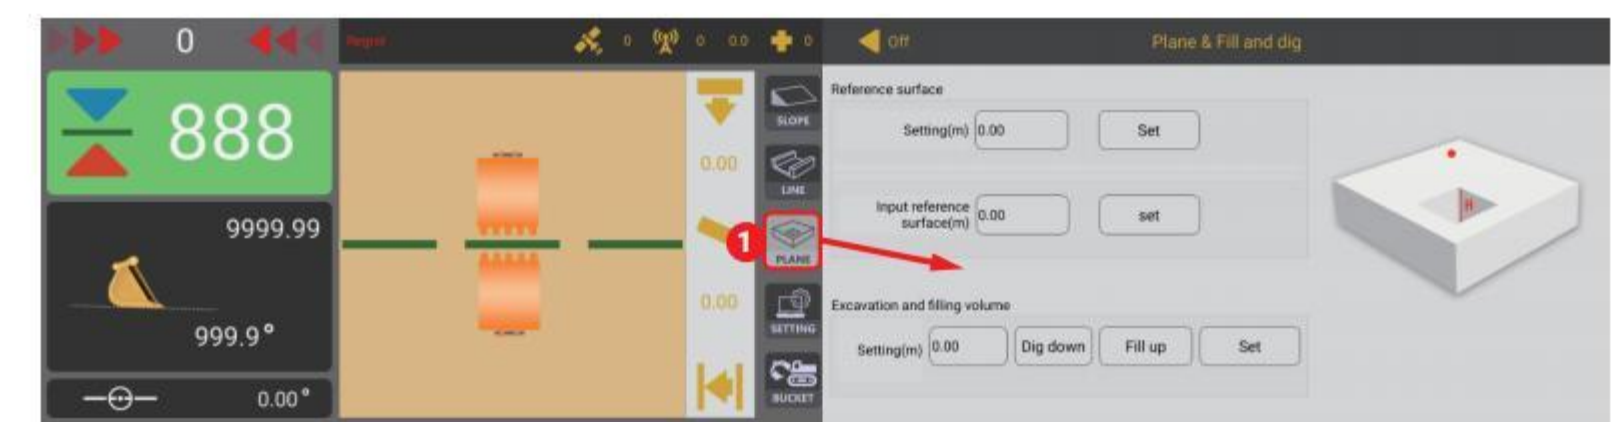 0
Regist
0
0
0.0
0
Off
Plane & Fill and dig
888
9999.99
999.9°
0.00°
0.00
0.00
SLOPE
LINE
1
PLANE
SETTING
BUCKET
Reference surface
Setting(m) 0.00 Set
Input reference
surface(m) 0.00 set
H
Excavation and filling volume
Setting(m) 0.00 Dig down Fill up Set